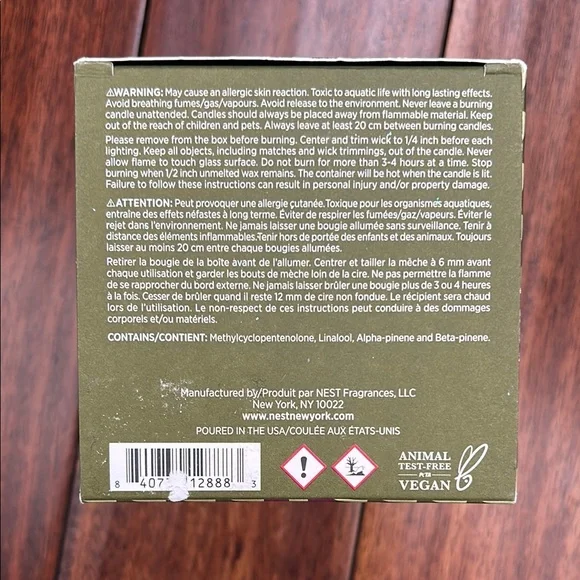 ⚠WARNING: May cause an allergic skin reaction. Toxic to aquatic life with long lasting effects.
Avoid breathing fumes/gas/vapours. Avoid release to the environment. Never leave a burning
candle unattended. Candles should always be placed away from flammable material. Keep
out of the reach of children and pets. Always leave at least 20 cm between burning candles.
Please remove from the box before burning. Center and trim wick to 1/4 inch before each
lighting. Keep all objects, including matches and wick trimmings, out of the candle. Never
allow flame to touch glass surface. Do not burn for more than 3-4 hours at a time. Stop
burning when 1/2 inch unmelted wax remains. The container will be hot when the candle is lit.
Failure to follow these instructions can result in personal injury and/or property damage.
⚠ATTENTION: Peut provoquer une allergie cutanée.Toxique pour les organismes aquatiques,
entraîne des effets néfastes à long terme. Éviter de respirer les fumées/gaz/vapeurs. Éviter le
rejet dans l'environnement. Ne jamais laisser une bougie allumée sans surveillance. Tenir à
distance des éléments inflammables.Tenir hors de portée des enfants et des animaux. Toujours
laisser au moins 20 cm entre chaque bougies allumées.
Retirer la bougie de la boîte avant de l'allumer. Centrer et tailler la mèche à 6 mm avant
chaque utilisation et garder les bouts de mèche loin de la cire. Ne pas permettre la flamme
de se rapprocher du bord externe. Ne jamais laisser brûler une bougie plus de 3 ou 4 heures
à la fois. Cesser de brûler quand il reste 12 mm de cire non fondue. Le récipient sera chaud
lors de l'utilisation. Le non-respect de ces instructions peut conduire à des dommages
corporels et/ou matériels.
CONTAINS/CONTIENT: Methylcyclopentenolone, Linalool, Alpha-pinene and Beta-pinene.
Manufactured by/Produit par NEST Fragrances, LLC
New York, NY 10022
www.nestnewyork.com
POURED IN THE USA/COULÉE AUX ÉTATS-UNIS
ANIMAL
TEST-FREE
PETA
VEGAN
8 407 12888 3